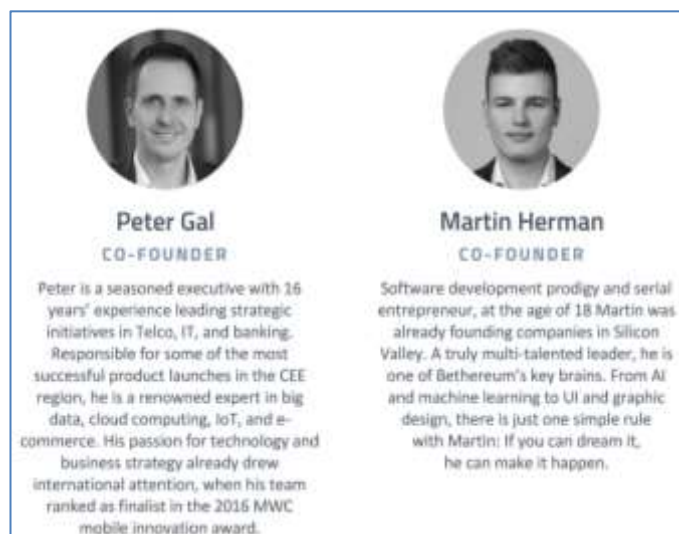 Peter Gal
CO-FOUNDER
Peter is a seasoned executive with 16
years' experience leading strategic
initiatives in Telco, IT, and banking.
Responsible for some of the most
successful product launches in the CEE
region, he is a renowned expert in big
data, cloud computing, IoT, and e-
commerce. His passion for technology and
business strategy already drew
international attention, when his team
ranked as finalist in the 2016 MWC
mobile innovation award.
Martin Herman
CO-FOUNDER
Software development prodigy and serial
entrepreneur, at the age of 18 Martin was
already founding companies in Silicon
Valley. A truly multi-talented leader, he is
one of Bethereum's key brains. From AI
and machine learning to UI and graphic
design, there is just one simple rule
with Martin: If you can dream it,
he can make it happen.